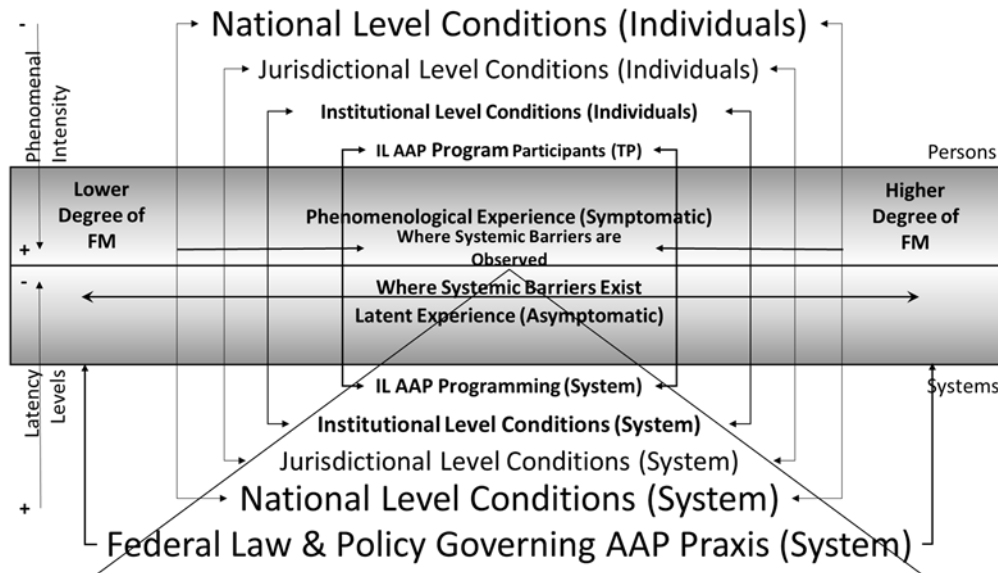 -
National Level Conditions (Individuals)
Phenomenal
Intensity
Jurisdictional Level Conditions (Individuals)
Institutional Level Conditions (Individuals)
IL AAP Program Participants (TP)
Persons
Lower
Degree of
FM
Phenomenological Experience (Symptomatic)
Where Systemic Barriers are
Observed
Higher
Degree of
FM
+
-
Where Systemic Barriers Exist
Latent Experience (Asymptomatic)
Latency
Levels
IL AAP Programming (System)
Systems
Institutional Level Conditions (System)
Jurisdictional Level Conditions (System)
National Level Conditions (System)
+
Federal Law & Policy Governing AAP Praxis (System)